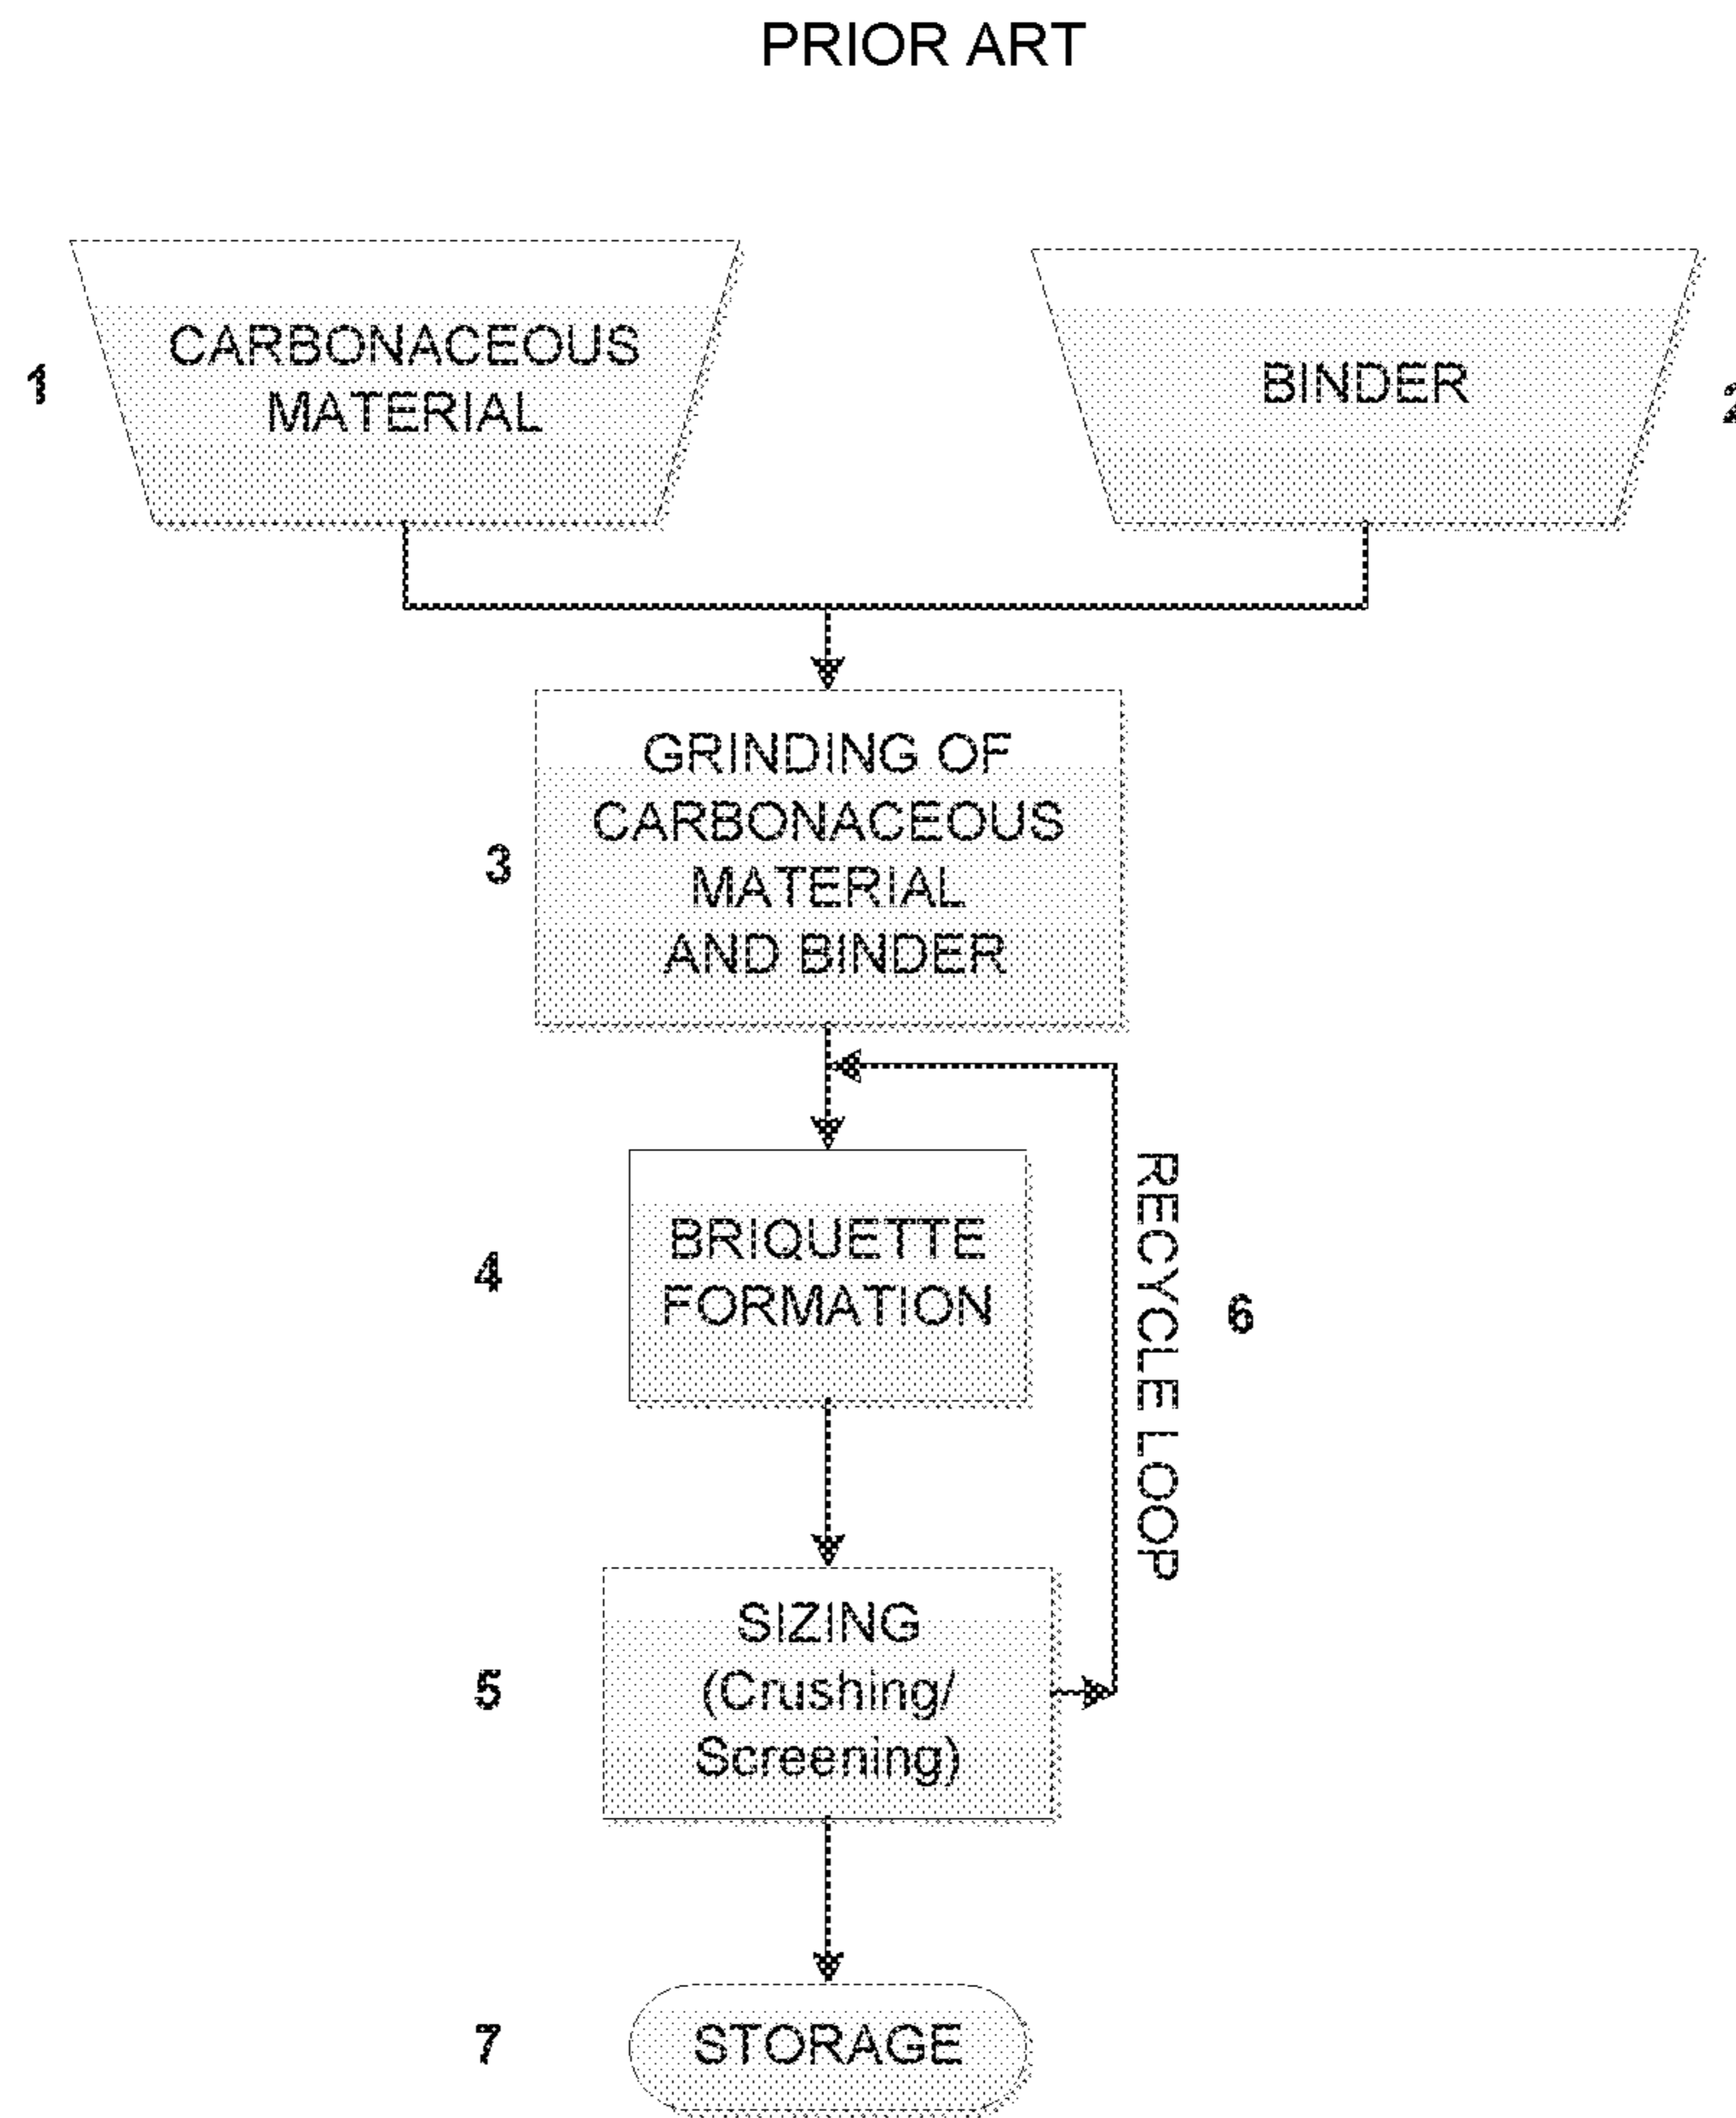 PRIOR ART
1
CARBONACEOUS
MATERIAL
BINDER
2
3
GRINDING OF
CARBONACEOUS
MATERIAL
AND BINDER
4
BRIQUETTE
FORMATION
RECYCLE LOOP
6
5
SIZING
(Crushing/
Screening)
7
STORAGE